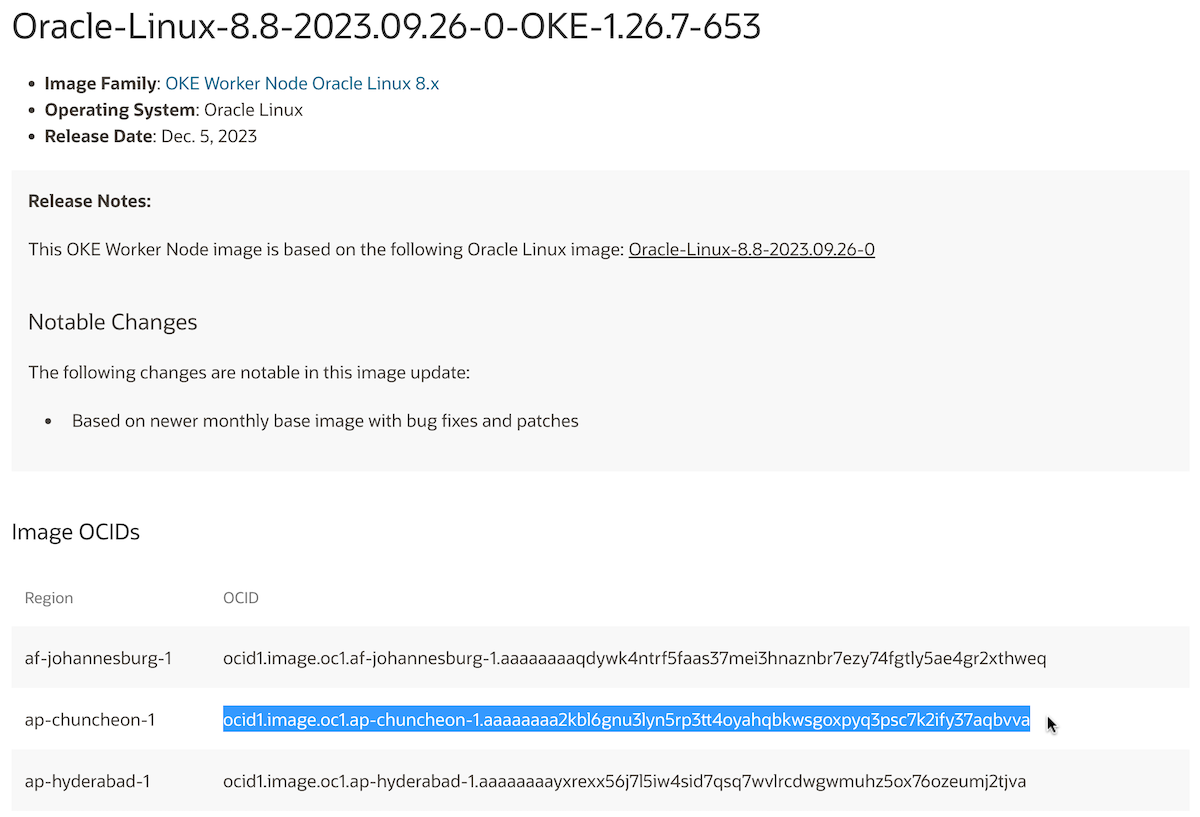 Oracle-Linux-8.8-2023.09.26-0-OKE-1.26.7-653
• Image Family: OKE Worker Node Oracle Linux 8.x
• Operating System: Oracle Linux
• Release Date: Dec. 5, 2023
Release Notes:
This OKE Worker Node image is based on the following Oracle Linux image: Oracle-Linux-8.8-2023.09.26-0
Notable Changes
The following changes are notable in this image update:
• Based on newer monthly base image with bug fixes and patches
Image OCIDs
Region OCID
af-johannesburg-1 ocid1.image.oc1.af-johannesburg-1.aaaaaaaaqdywk4ntrf5faas37mei3hnaznbr7ezy74fgtly5ae4gr2xthweq
ap-chuncheon-1 ocid1.image.oc1.ap-chuncheon-1.aaaaaaaa2kbl6gnu3lyn5rp3tt4oyahqbkwsgoxpyq3psc7k2ify37aqbvva
ap-hyderabad-1 ocid1.image.oc1.ap-hyderabad-1.aaaaaaaayxrexx56j7l5iw4sid7qsq7wvlrcdwgwmuhz5ox76ozeumj2tjva